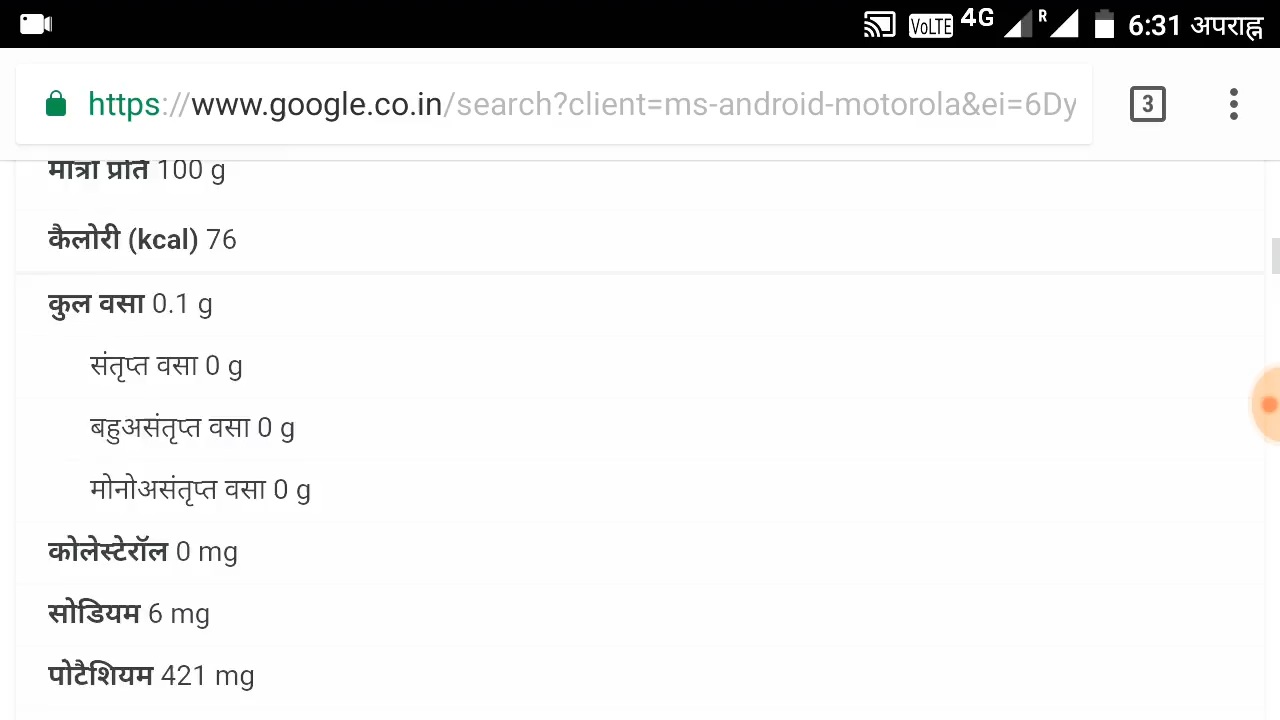 VoLTE 4G R 6:31 अपराह्न
https://www.google.co.in/search?client=ms-android-motorola&ei=6Dy
3
मात्रा प्रति 100 g
कैलोरी (kcal) 76
कुल वसा 0.1 g
संतृप्त वसा 0 g
बहुअसंतृप्त वसा 0 g
मोनोअसंतृप्त वसा 0 g
कोलेस्टेरॉल 0 mg
सोडियम 6 mg
पोटैशियम 421 mg